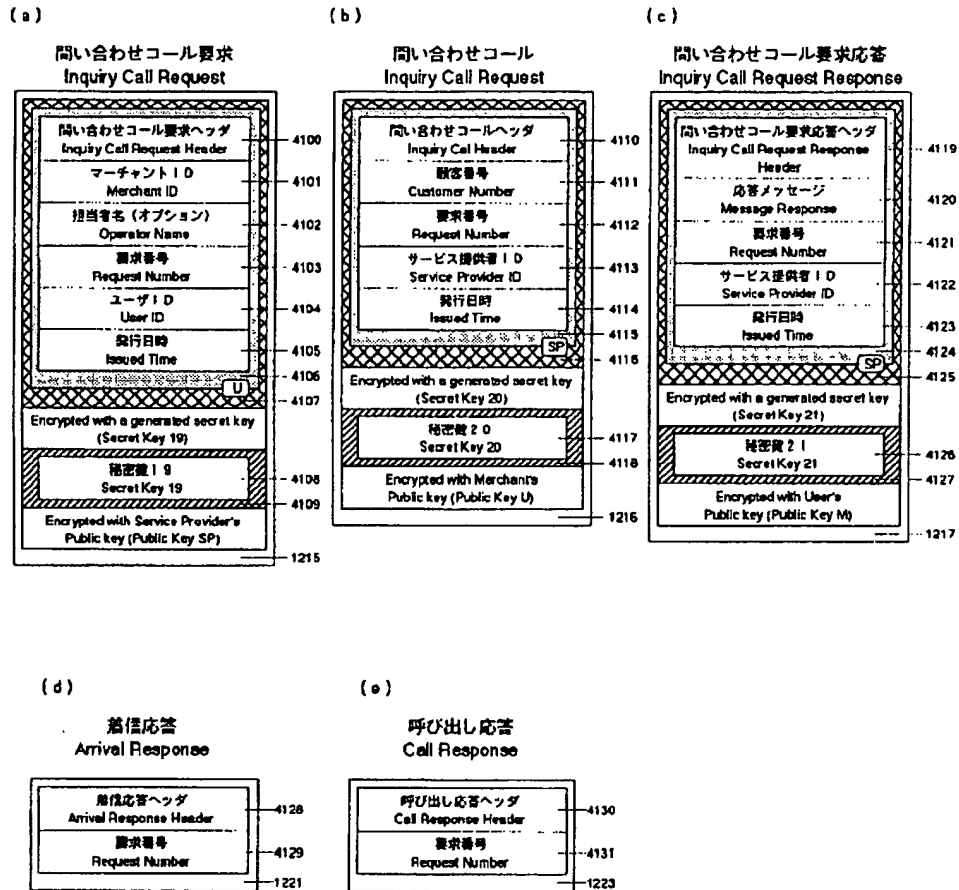 (a)
問い合わせコール要求
Inquiry Call Request
問い合わせコール要求ヘッダ
Inquiry Call Request Header
4100
マーチャントID
Merchant ID
4101
担当者名(オプション)
Operator Name
4102
要求番号
Request Number
4103
ユーザID
User ID
4104
発行日時
Issued Time
4105
4106
U
4107
Encrypted with a generated secret key
(Secret Key 19)
秘密鍵19
Secret Key 19
4108
4109
Encrypted with Service Provider's
Public key (Public Key SP)
1215
(b)
問い合わせコール
Inquiry Call Request
問い合わせコールヘッダ
Inquiry Cal Header
4110
顧客番号
Customer Number
4111
要求番号
Request Number
4112
サービス提供者ID
Service Provider ID
4113
発行日時
Issued Time
4114
4115
SP
4116
Encrypted with a generated secret key
(Secret Key 20)
秘密鍵20
Secret Key 20
4117
4118
Encrypted with Merchant's
Public key (Public Key U)
1216
(c)
問い合わせコール要求応答
Inquiry Call Request Response
問い合わせコール要求応答ヘッダ
Inquiry Call Request Response
Header
4119
応答メッセージ
Message Response
4120
要求番号
Request Number
4121
サービス提供者ID
Service Provider ID
4122
発行日時
Issued Time
4123
4124
SP
4125
Encrypted with a generated secret key
(Secret Key 21)
秘密鍵21
Secret Key 21
4126
4127
Encrypted with User's
Public key (Public Key M)
1217
(d)
着信応答
Arrival Response
着信応答ヘッダ
Arrival Response Header
4128
要求番号
Request Number
4129
1221
(e)
呼び出し応答
Call Response
呼び出し応答ヘッダ
Call Response Header
4130
要求番号
Request Number
4131
1223